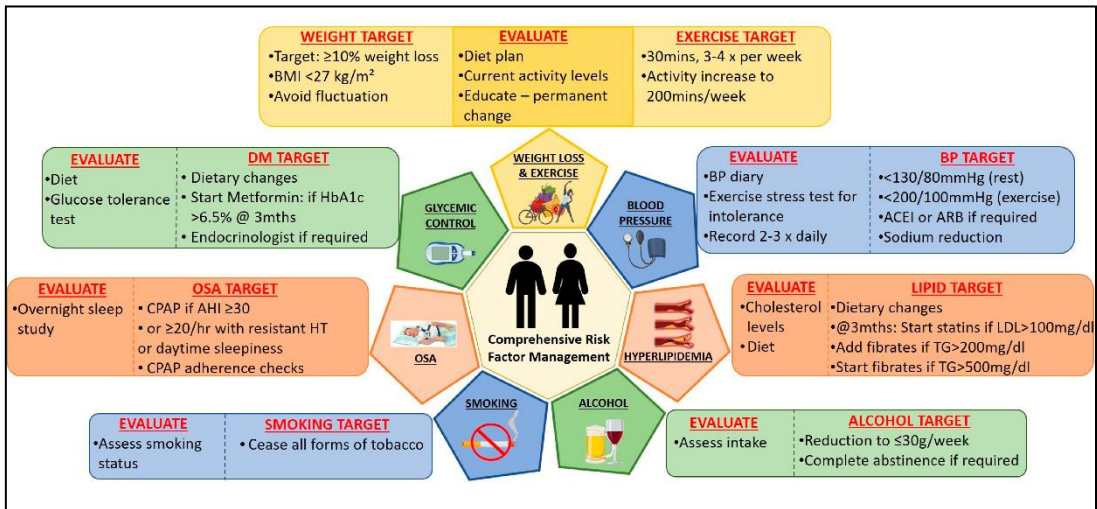 WEIGHT TARGET
•Target: ≥10% weight loss
•BMI <27 kg/m²
•Avoid fluctuation
EVALUATE
•Diet plan
•Current activity levels
•Educate – permanent
change
EXERCISE TARGET
•30mins, 3-4 x per week
•Activity increase to
200mins/week
EVALUATE
•Diet
•Glucose tolerance
test
DM TARGET
• Dietary changes
• Start Metformin: if HbA1c
>6.5% @ 3mths
• Endocrinologist if required
WEIGHT LOSS
& EXERCISE
GLYCEMIC
CONTROL
BLOOD
PRESSURE
EVALUATE
•BP diary
•Exercise stress test for
intolerance
•Record 2-3 x daily
BP TARGET
•<130/80mmHg (rest)
•<200/100mmHg (exercise)
•ACEI or ARB if required
•Sodium reduction
EVALUATE
•Overnight sleep
study
OSA TARGET
• CPAP if AHI ≥30
• or ≥20/hr with resistant HT
or daytime sleepiness
• CPAP adherence checks
OSA
Comprehensive Risk
Factor Management
HYPERLIPIDEMIA
EVALUATE
•Cholesterol
levels
•Diet
LIPID TARGET
•Dietary changes
•@3mths: Start statins if LDL>100mg/dl
•Add fibrates if TG>200mg/dl
•Start fibrates if TG>500mg/dl
EVALUATE
•Assess smoking
status
SMOKING TARGET
•Cease all forms of tobacco
SMOKING
ALCOHOL
EVALUATE
•Assess intake
ALCOHOL TARGET
•Reduction to ≤30g/week
•Complete abstinence if required